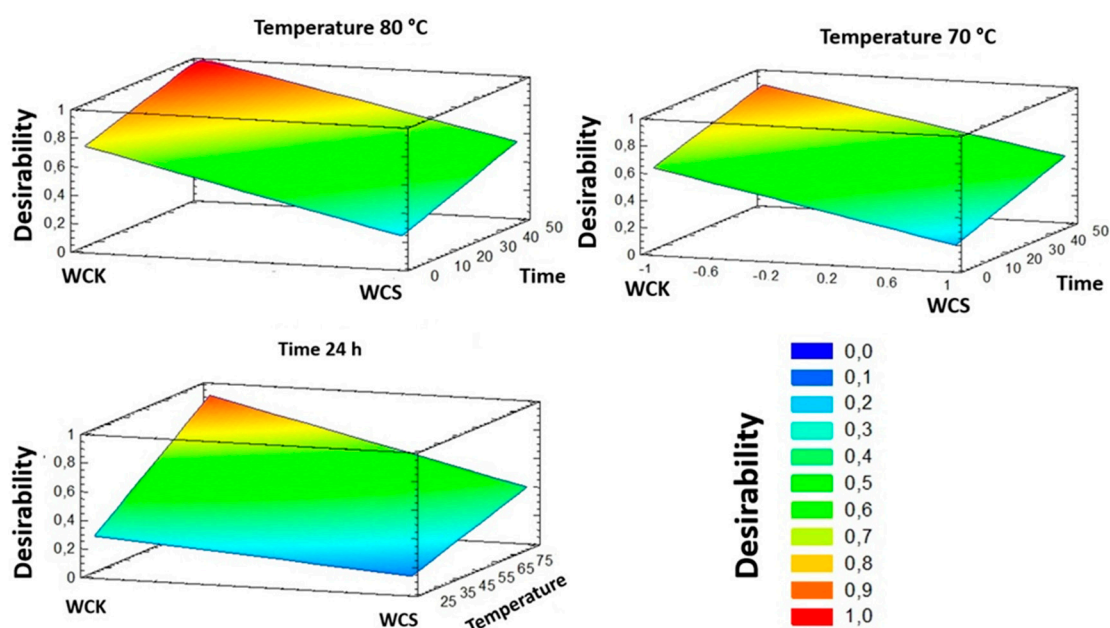 Temperature 80 °C
Desirability
1
0,8
0,6
0,4
0,2
0
WCK
WCS
0 10 20 30 40 50
Time
Temperature 70 °C
Desirability
1
0,8
0,6
0,4
0,2
0
-1 -0.6 -0.2 0.2 0.6 1
WCK
WCS
0 10 20 30 40 50
Time
Time 24 h
Desirability
1
0,8
0,6
0,4
0,2
0
WCK
WCS
25 35 45 55 65 75
Temperature
Desirability
0,0
0,1
0,2
0,3
0,4
0,5
0,6
0,7
0,8
0,9
1,0